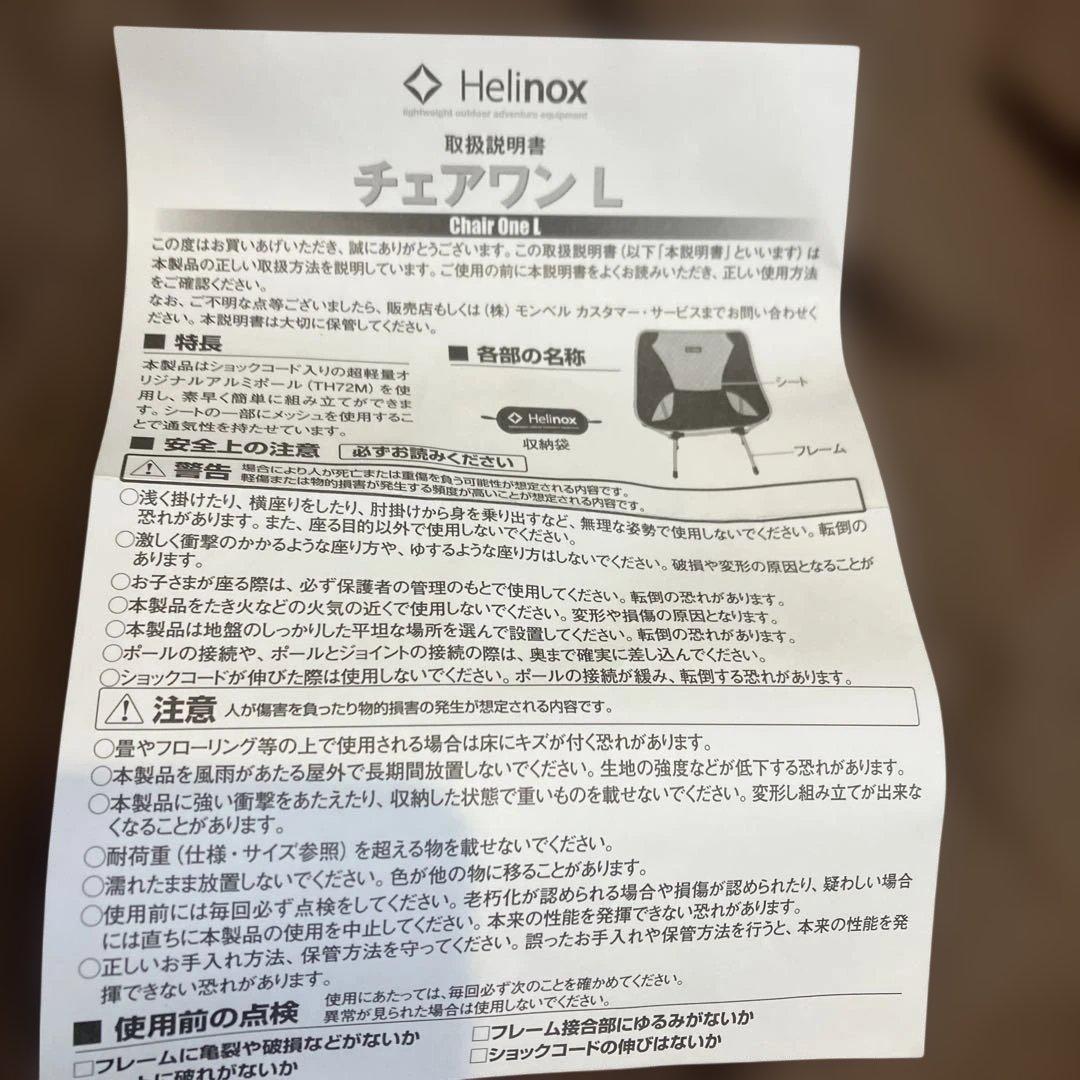 Helinox
lightweight outdoor adventure equipment
取扱説明書
チェアワン L
Chair One L
この度はお買いあげいただき、誠にありがとうございます。この取扱説明書(以下「本説明書」といいます)は
本製品の正しい取扱方法を説明しています。ご使用の前に本説明書をよくお読みいただき、正しい使用方法
をご確認ください。
なお、ご不明な点等ございましたら、販売店もしくは(株)モンベル カスタマー・サービスまでお問い合わせく
ださい。本説明書は大切に保管してください。
■ 特長
本製品はショックコード入りの超軽量オ
リジナルアルミポール(TH72M)を使
用し、素早く簡単に組み立てができま
す。シートの一部にメッシュを使用するこ
とで通気性を持たせています。
■ 各部の名称
シート
Helinox
収納袋
フレーム
■ 安全上の注意 必ずお読みください
警告 場合により人が死亡または重傷を負う可能性が想定される内容です。
軽傷または物的損害が発生する頻度が高いことが想定される内容です。
○浅く掛けたり、横座りをしたり、肘掛けから身を乗り出すなど、無理な姿勢で使用しないでください。転倒の
恐れがあります。また、座る目的以外で使用しないでください。
○激しく衝撃のかかるような座り方や、ゆするような座り方はしないでください。破損や変形の原因となることが
あります。
○お子さまが座る際は、必ず保護者の管理のもとで使用してください。転倒の恐れがあります。
○本製品をたき火などの火気の近くで使用しないでください。変形や損傷の原因となります。
○本製品は地盤のしっかりした平坦な場所を選んで設置してください。転倒の恐れがあります。
○ポールの接続や、ポールとジョイントの接続の際は、奥まで確実に差し込んでください。
○ショックコードが伸びた際は使用しないでください。ポールの接続が緩み、転倒する恐れがあります。
注意 人が傷害を負ったり物的損害の発生が想定される内容です。
○畳やフローリング等の上で使用される場合は床にキズが付く恐れがあります。
○本製品を風雨があたる屋外で長期間放置しないでください。生地の強度などが低下する恐れがあります。
○本製品に強い衝撃をあたえたり、収納した状態で重いものを載せないでください。変形し組み立てが出来な
くなることがあります。
○耐荷重(仕様・サイズ参照)を超える物を載せないでください。
○濡れたまま放置しないでください。色が他の物に移ることがあります。
○使用前には毎回必ず点検をしてください。老朽化が認められる場合や損傷が認められたり、疑わしい場合
には直ちに本製品の使用を中止してください。本来の性能を発揮できない恐れがあります。
○正しいお手入れ方法、保管方法を守ってください。誤ったお手入れや保管方法を行うと、本来の性能を発
揮できない恐れがあります。
■ 使用前の点検 使用にあたっては、毎回必ず次のことを確かめてください。
異常が見られた場合は使用しないでください。
□フレームに亀裂や破損などがないか
□フレーム接合部にゆるみがないか
に破れがないか
□ショックコードの伸びはないか